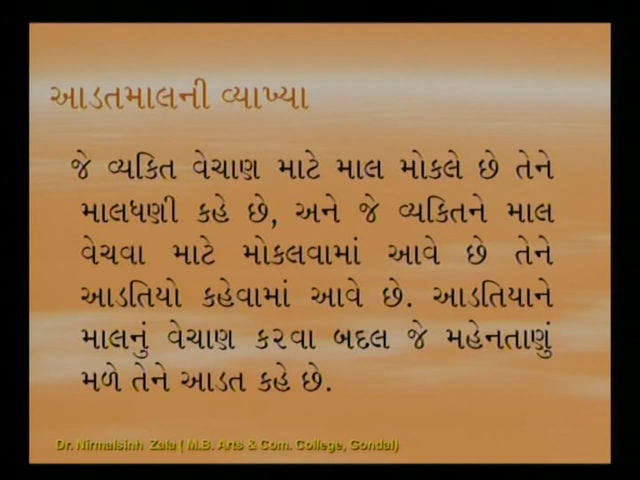 આડતમાલની વ્યાખ્યા
જે વ્યકિત વેચાણ માટે માલ મોકલે છે તેને
માલધણી કહે છે, અને જે વ્યકિતને માલ
વેચવા માટે મોકલવામાં આવે છે તેને
આડતિયો કહેવામાં આવે છે. આડતિયાને
માલનું વેચાણ કરવા બદલ જે મહેનતાણું
મળે તેને આડત કહે છે.
Dr. Nirmalsinh Zala ( M.B. Arts & Com. College, Gondal)